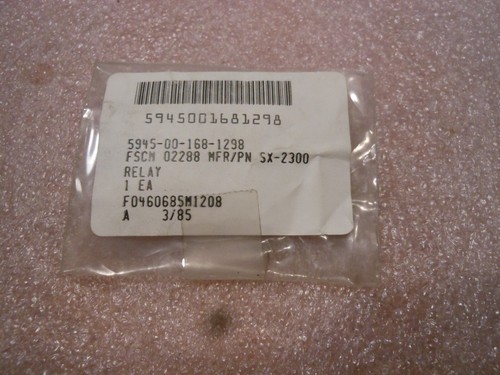 5945001681298
5945-00-168-1298
FSCM 02288 MFR/PN SX-2300
RELAY
1 EA
F0460685M1208
A 3/85